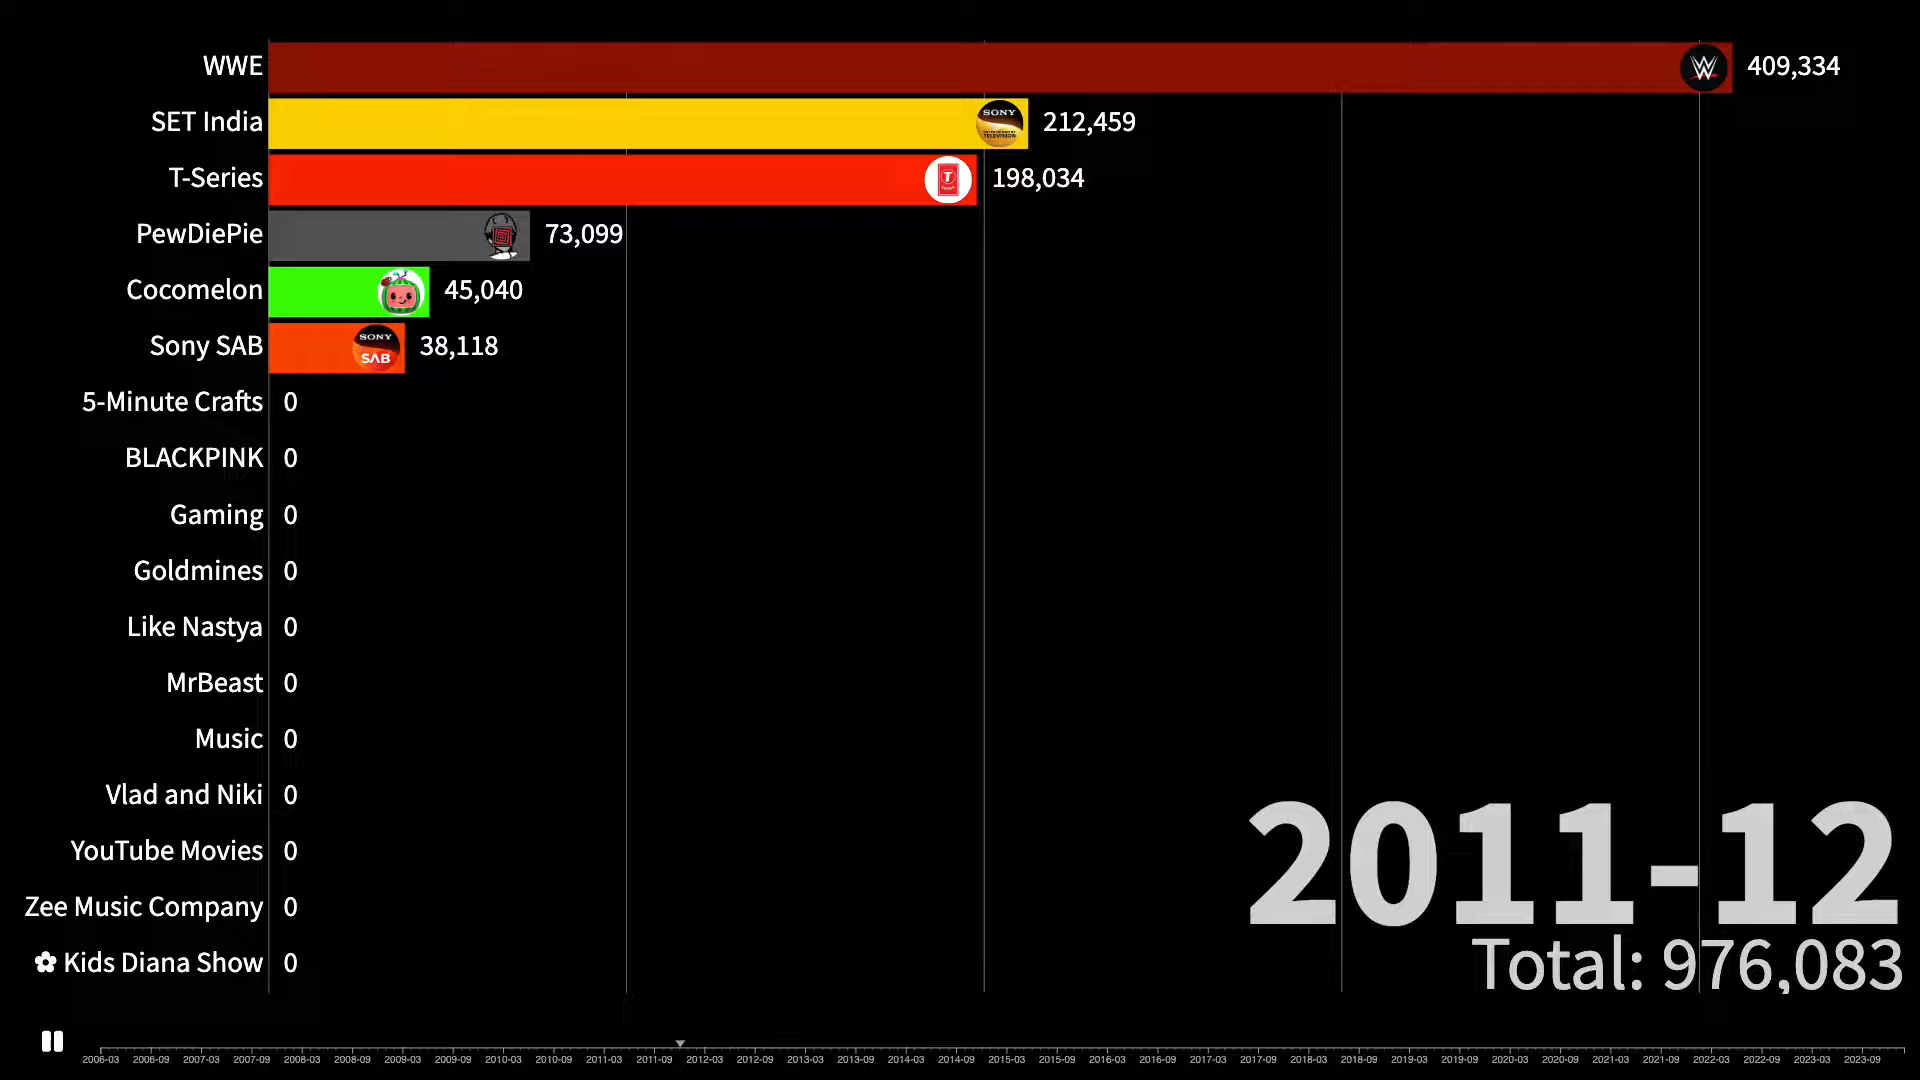 WWE 409,334
SET India SONY 212,459
T-Series T 198,034
PewDiePie 73,099
Cocomelon 45,040
Sony SAB SONY SAB 38,118
5-Minute Crafts 0
BLACKPINK 0
Gaming 0
Goldmines 0
Like Nastya 0
MrBeast 0
Music 0
Vlad and Niki 0
YouTube Movies 0
Zee Music Company 0
✿ Kids Diana Show 0
2011-12
Total: 976,083
2006-03 2006-09 2007-03 2007-09 2008-03 2008-09 2009-03 2009-09 2010-03 2010-09 2011-03 2011-09 2012-03 2012-09 2013-03 2013-09 2014-03 2014-09 2015-03 2015-09 2016-03 2016-09 2017-03 2017-09 2018-03 2018-09 2019-03 2019-09 2020-03 2020-09 2021-03 2021-09 2022-03 2022-09 2023-03 2023-09